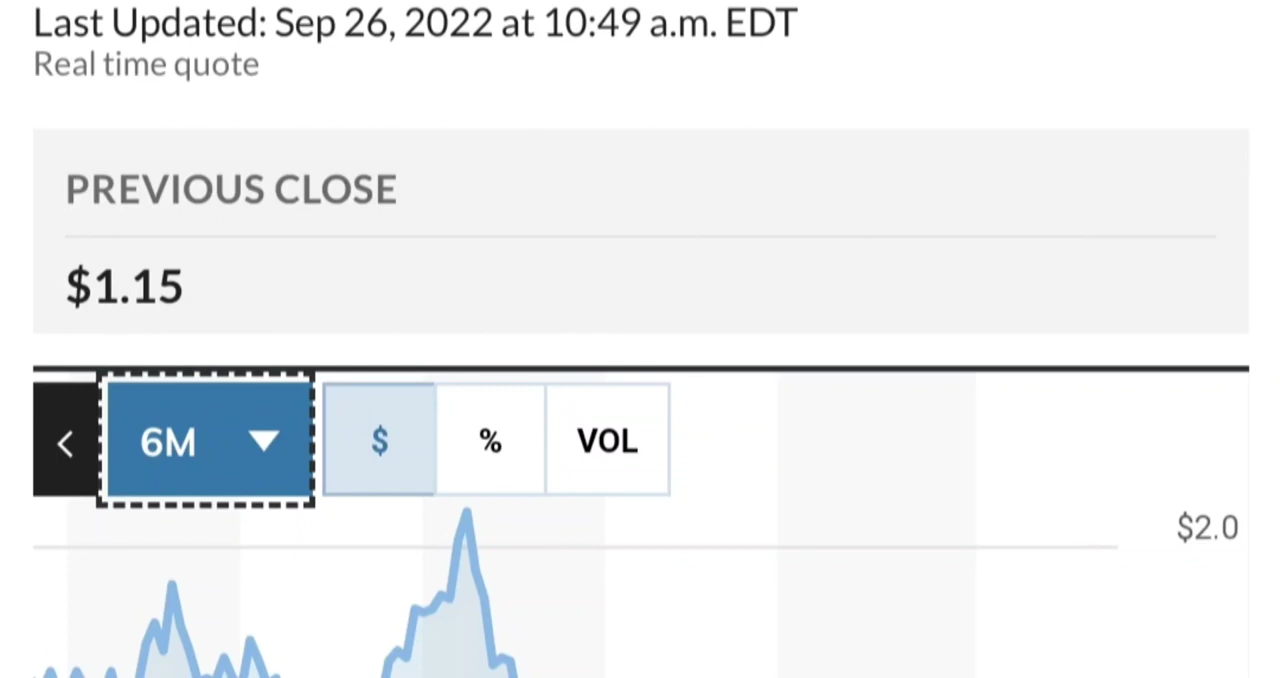 Last Updated: Sep 26, 2022 at 10:49 a.m. EDT
Real time quote
PREVIOUS CLOSE
$1.15
6M $ % VOL
$2.0